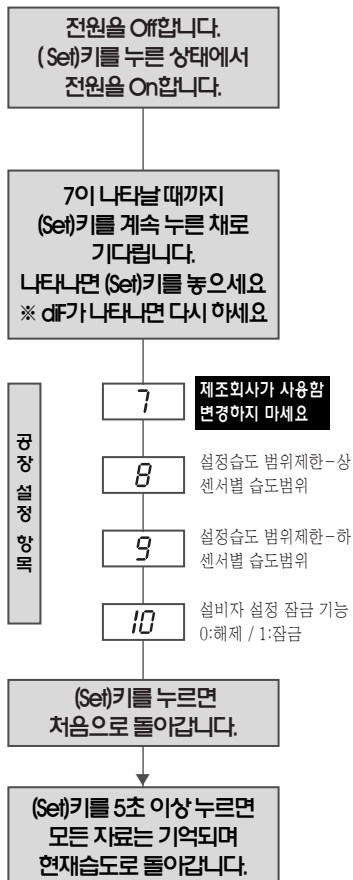 전원을 Off합니다.
(Set)키를 누른 상태에서
전원을 On합니다.
7이 나타날 때까지
(Set)키를 계속 누른 채로
기다립니다.
나타나면 (Set)키를 놓으세요
※ diF가 나타나면 다시 하세요
공장 설정 항목
7
제조회사가 사용함
변경하지 마세요
8
설정습도 범위제한-상
센서별 습도범위
9
설정습도 범위제한-하
센서별 습도범위
10
설비자 설정 잠금 기능
0:해제 / 1:잠금
(Set)키를 누르면
처음으로 돌아갑니다.
(Set)키를 5초 이상 누르면
모든 자료는 기억되며
현재습도로 돌아갑니다.